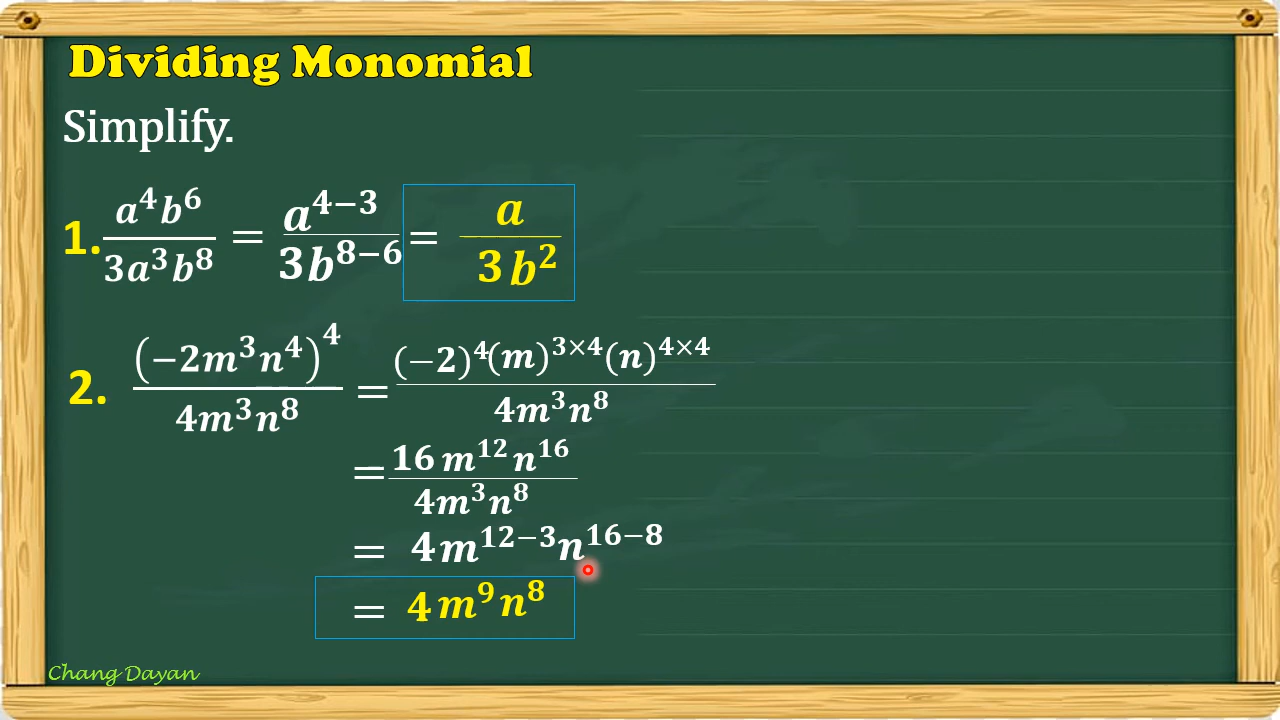 Dividing Monomial
Simplify.
1. a⁴b⁶ / 3a³b⁸ = a⁴⁻³ / 3b⁸⁻⁶ = a / 3b²
2. (−2m³n⁴)⁴ / 4m³n⁸ = (−2)⁴(m)³ˣ⁴(n)⁴ˣ⁴ / 4m³n⁸
= 16m¹²n¹⁶ / 4m³n⁸
= 4m¹²⁻³n¹⁶⁻⁸
= 4m⁹n⁸
Chang Dayan